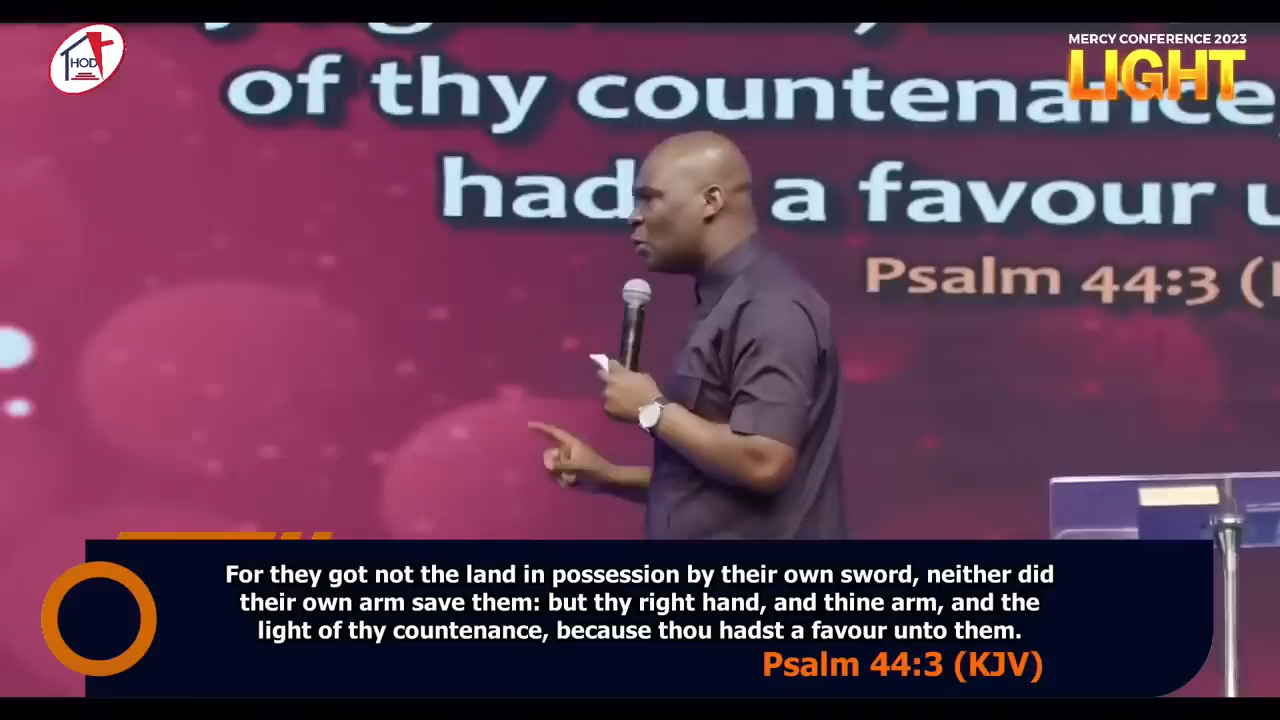 HOD
MERCY CONFERENCE 2023
LIGHT
of thy countenance,
had a favour u
Psalm 44:3 (
For they got not the land in possession by their own sword, neither did
their own arm save them: but thy right hand, and thine arm, and the
light of thy countenance, because thou hadst a favour unto them.
Psalm 44:3 (KJV)